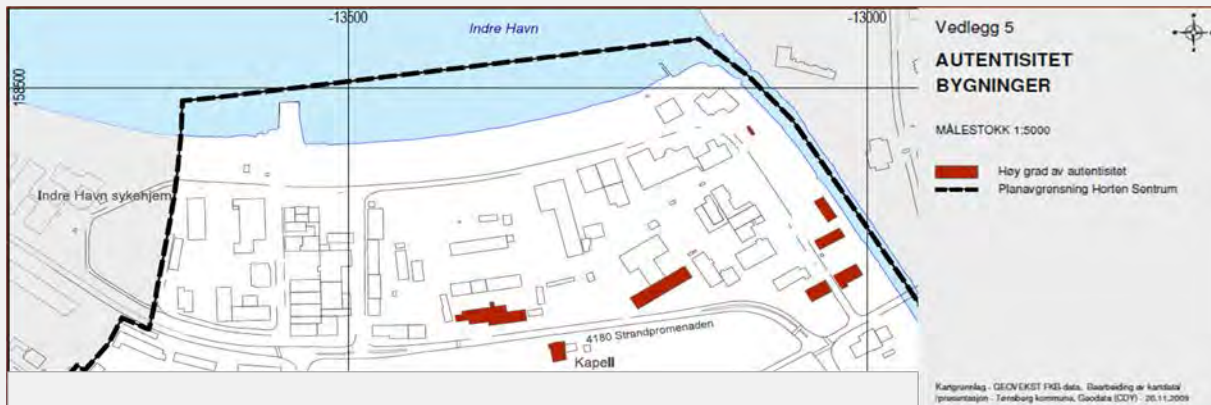 -13500
Indre Havn
-13000
158500
Indre Havn sykehjem
4180 Strandpromenaden
Kapell
Vedlegg 5
AUTENTISITET
BYGNINGER
MÅLESTOKK 1:5000
Høy grad av autentisitet
Planavgrensning Horten Sentrum
Kartgrunnlag - GEOVEKST FKB-data, Bearbeiding av kartdata/
/presentasjon - Tønsberg kommune, Geodata (CDY) - 26.11.2009